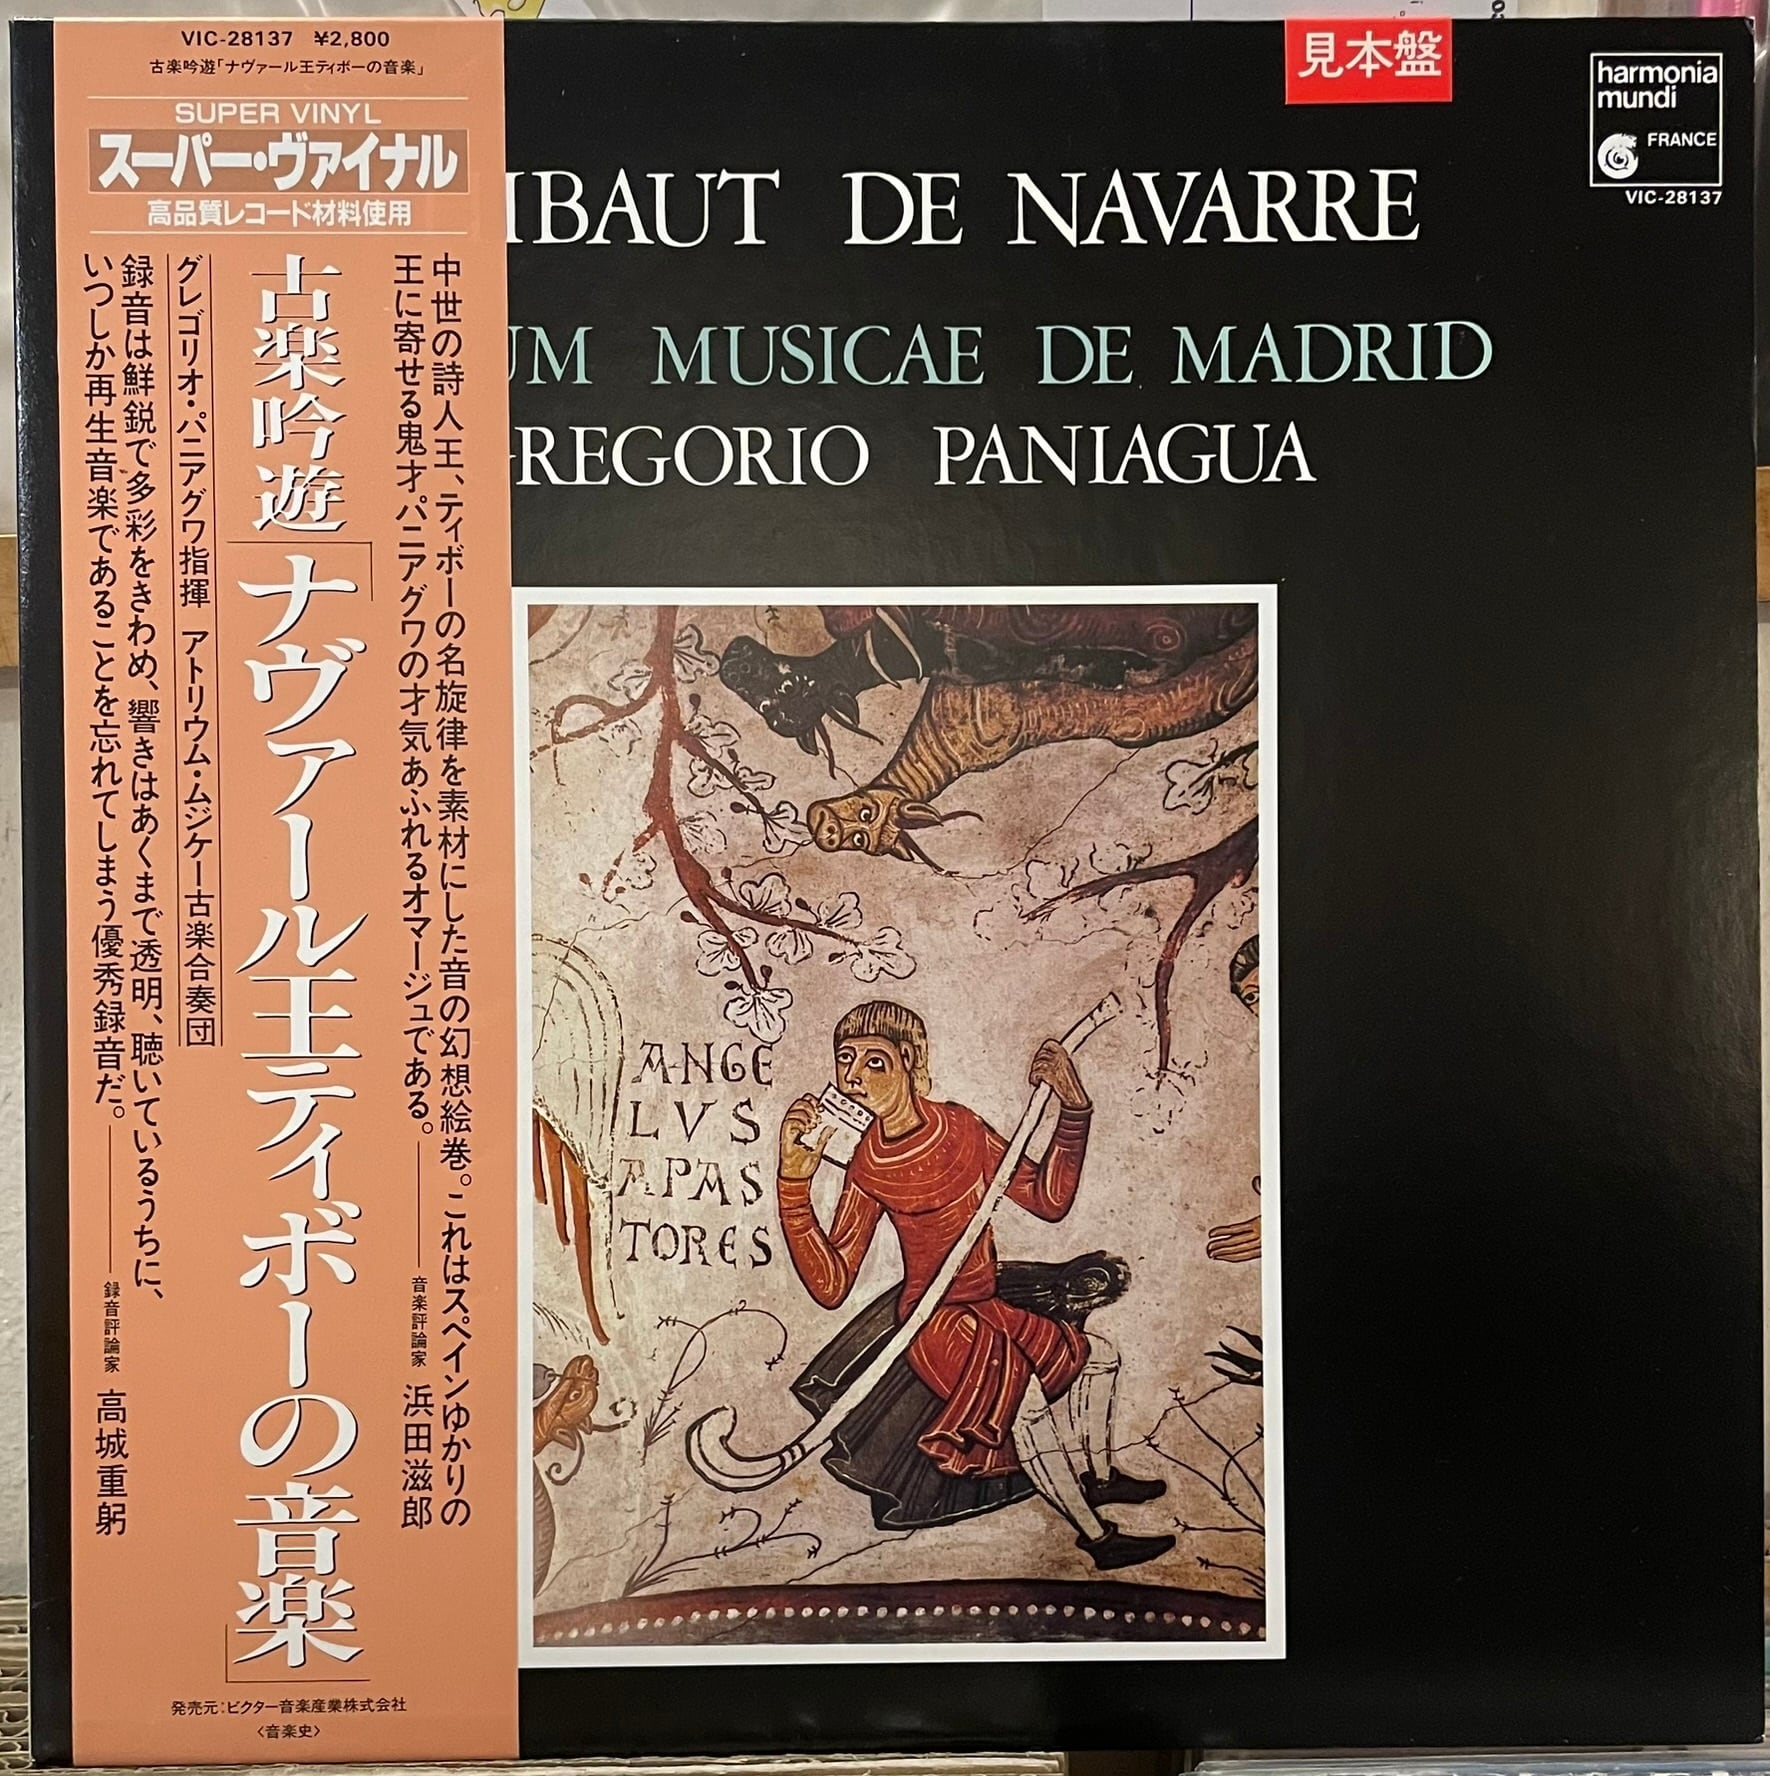 VIC-28137 ¥2,800
古楽吟遊「ナヴァール王ティボーの音楽」
SUPER VINYL
スーパー・ヴァイナル
高品質レコード材料使用
中世の詩人王、ティボーの名旋律を素材にした音の幻想絵巻。これはスペインゆかりの
王に寄せる鬼才パニアグワの才気あふれるオマージュである。——音楽評論家 浜田滋郎
古楽吟遊「ナヴァール王ティボーの音楽」
グレゴリオ・パニアグワ指揮 アトリウム・ムジケー古楽合奏団
録音は鮮鋭で多彩をきわめ、響きはあくまで透明、聴いているうちに、
いつしか再生音楽であることを忘れてしまう優秀録音だ。——録音評論家 高城重躬
発売元:ビクター音楽産業株式会社
〈音楽史〉
見本盤
harmonia
mundi
FRANCE
VIC-28137
IBAUT DE NAVARRE
UM MUSICAE DE MADRID
GREGORIO PANIAGUA
ANGE
LVS
APAS
TORES